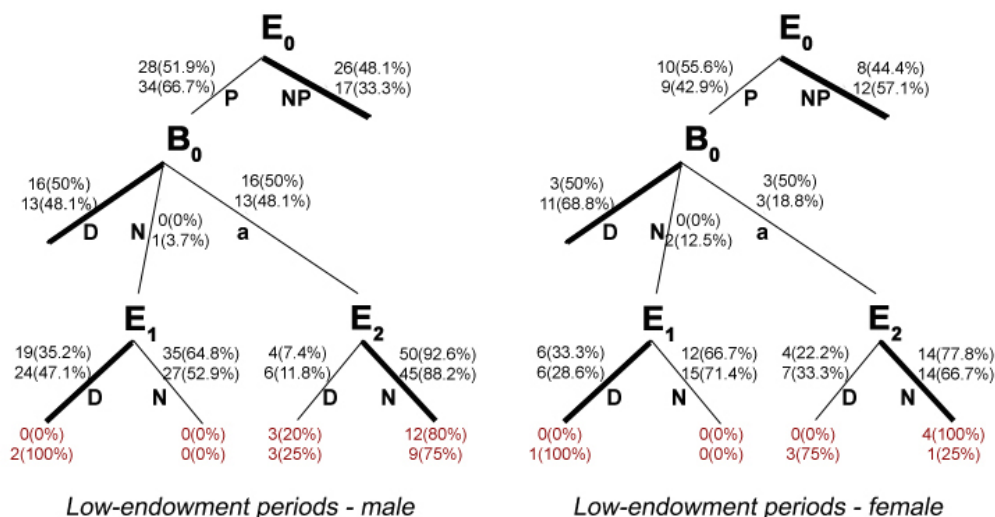 E0
28(51.9%)
34(66.7%)
26(48.1%)
17(33.3%)
P
NP
B0
16(50%)
13(48.1%)
16(50%)
13(48.1%)
0(0%)
1(3.7%)
D
N
a
E1
E2
19(35.2%)
24(47.1%)
35(64.8%)
27(52.9%)
4(7.4%)
6(11.8%)
50(92.6%)
45(88.2%)
D
N
D
N
0(0%)
2(100%)
0(0%)
0(0%)
3(20%)
3(25%)
12(80%)
9(75%)
Low-endowment periods - male
E0
10(55.6%)
9(42.9%)
8(44.4%)
12(57.1%)
P
NP
B0
3(50%)
11(68.8%)
3(50%)
3(18.8%)
0(0%)
2(12.5%)
D
N
a
E1
E2
6(33.3%)
6(28.6%)
12(66.7%)
15(71.4%)
4(22.2%)
7(33.3%)
14(77.8%)
14(66.7%)
D
N
D
N
0(0%)
1(100%)
0(0%)
0(0%)
0(0%)
3(75%)
4(100%)
1(25%)
Low-endowment periods - female